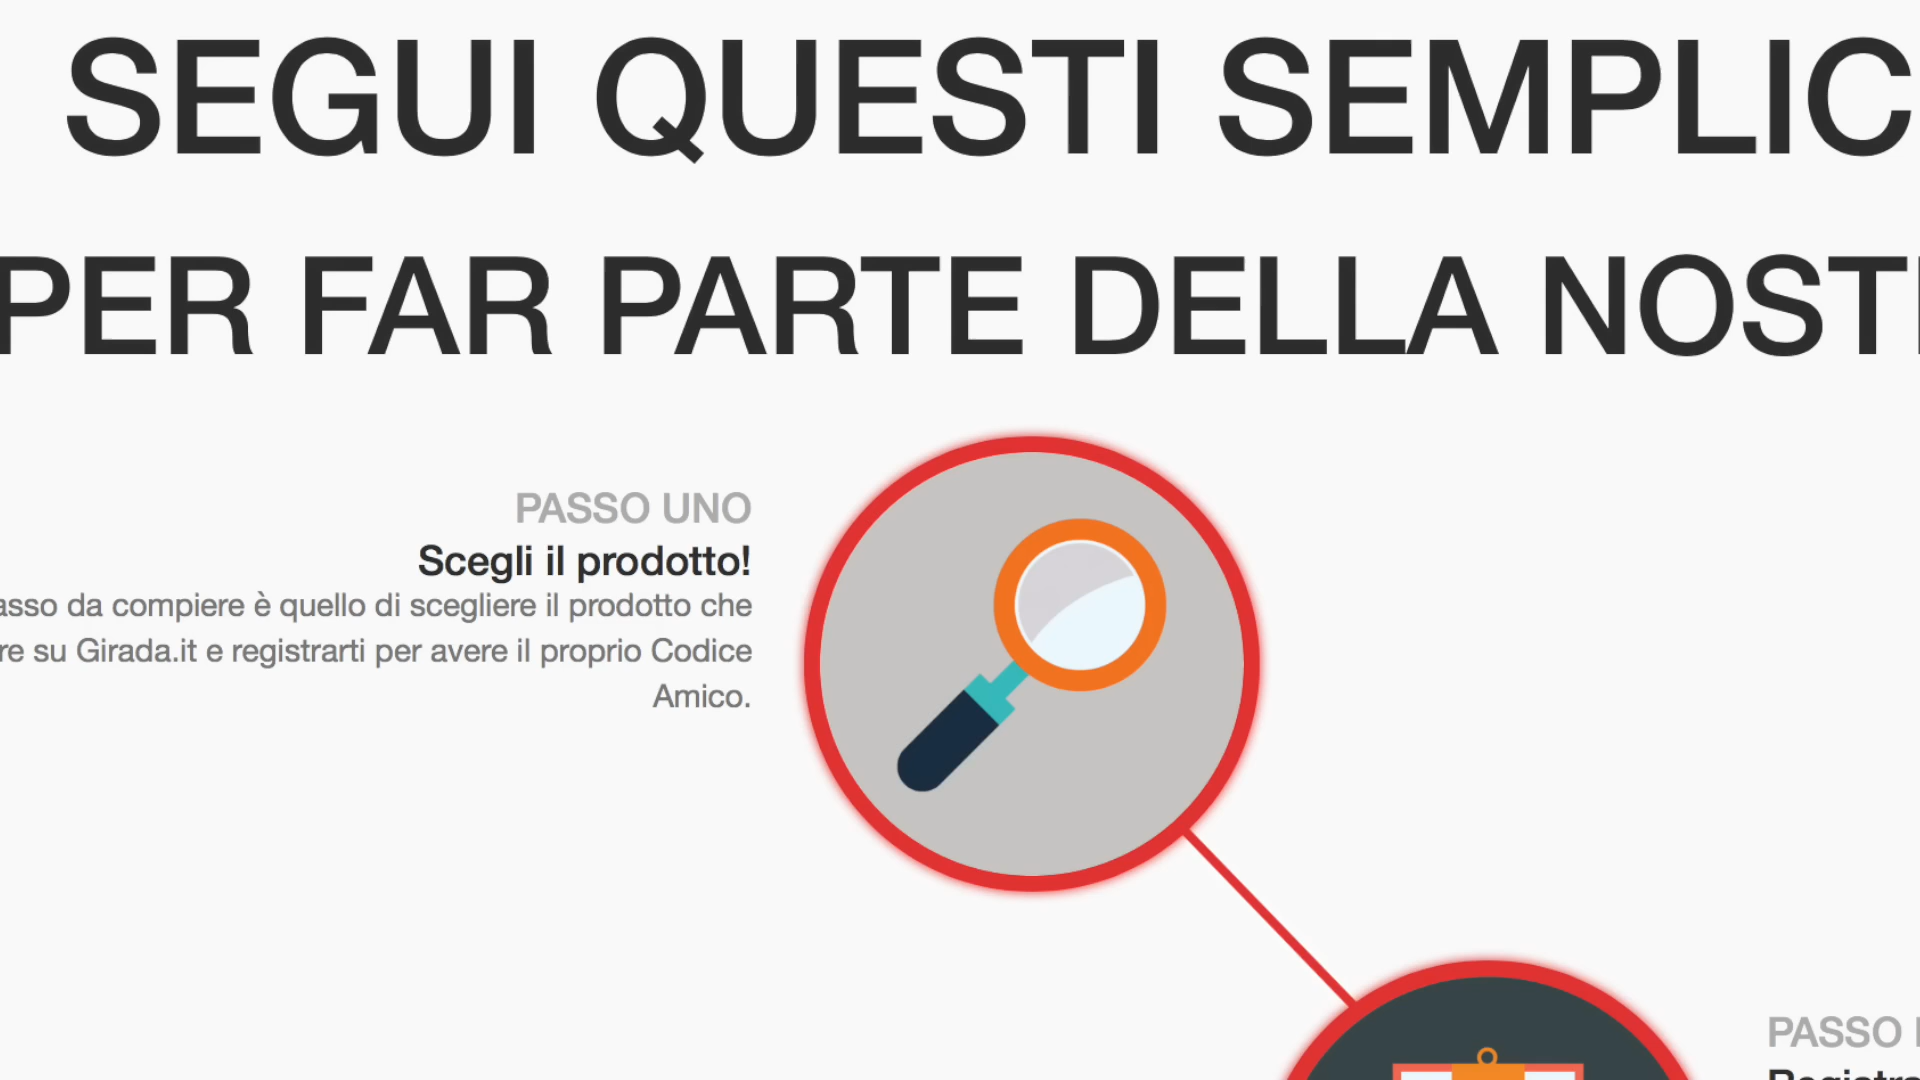 SEGUI QUESTI SEMPLIC
PER FAR PARTE DELLA NOST
PASSO UNO
Scegli il prodotto!
asso da compiere è quello di scegliere il prodotto che
re su Girada.it e registrarti per avere il proprio Codice
Amico.
PASSO
Registra